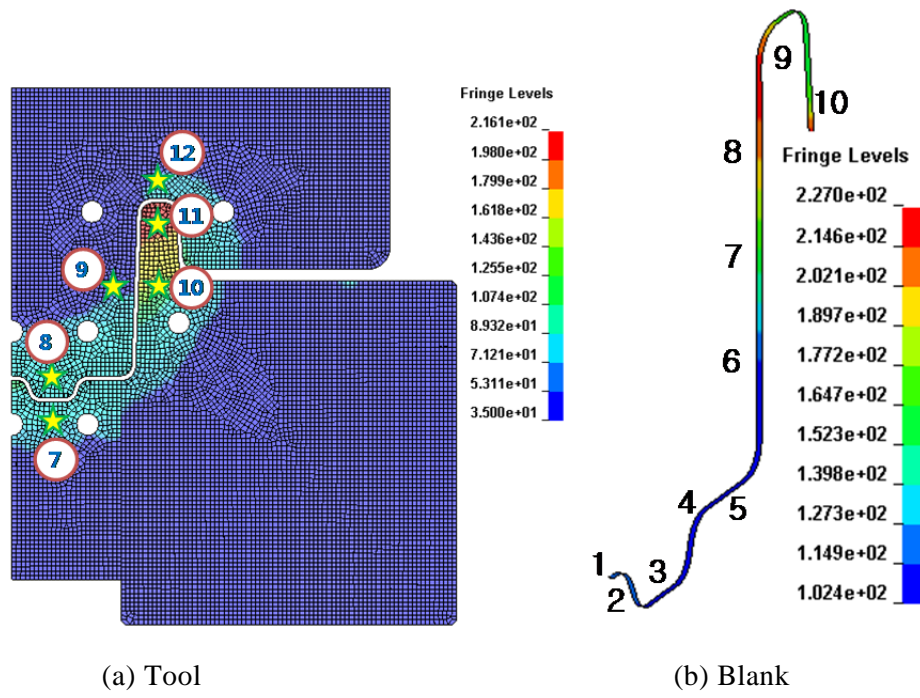 12
11
9
10
8
7
Fringe Levels
2.161e+02
1.980e+02
1.799e+02
1.618e+02
1.436e+02
1.255e+02
1.074e+02
8.932e+01
7.121e+01
5.311e+01
3.500e+01
(a) Tool
9
10
8
7
6
4
5
1
3
2
Fringe Levels
2.270e+02
2.146e+02
2.021e+02
1.897e+02
1.772e+02
1.647e+02
1.523e+02
1.398e+02
1.273e+02
1.149e+02
1.024e+02
(b) Blank